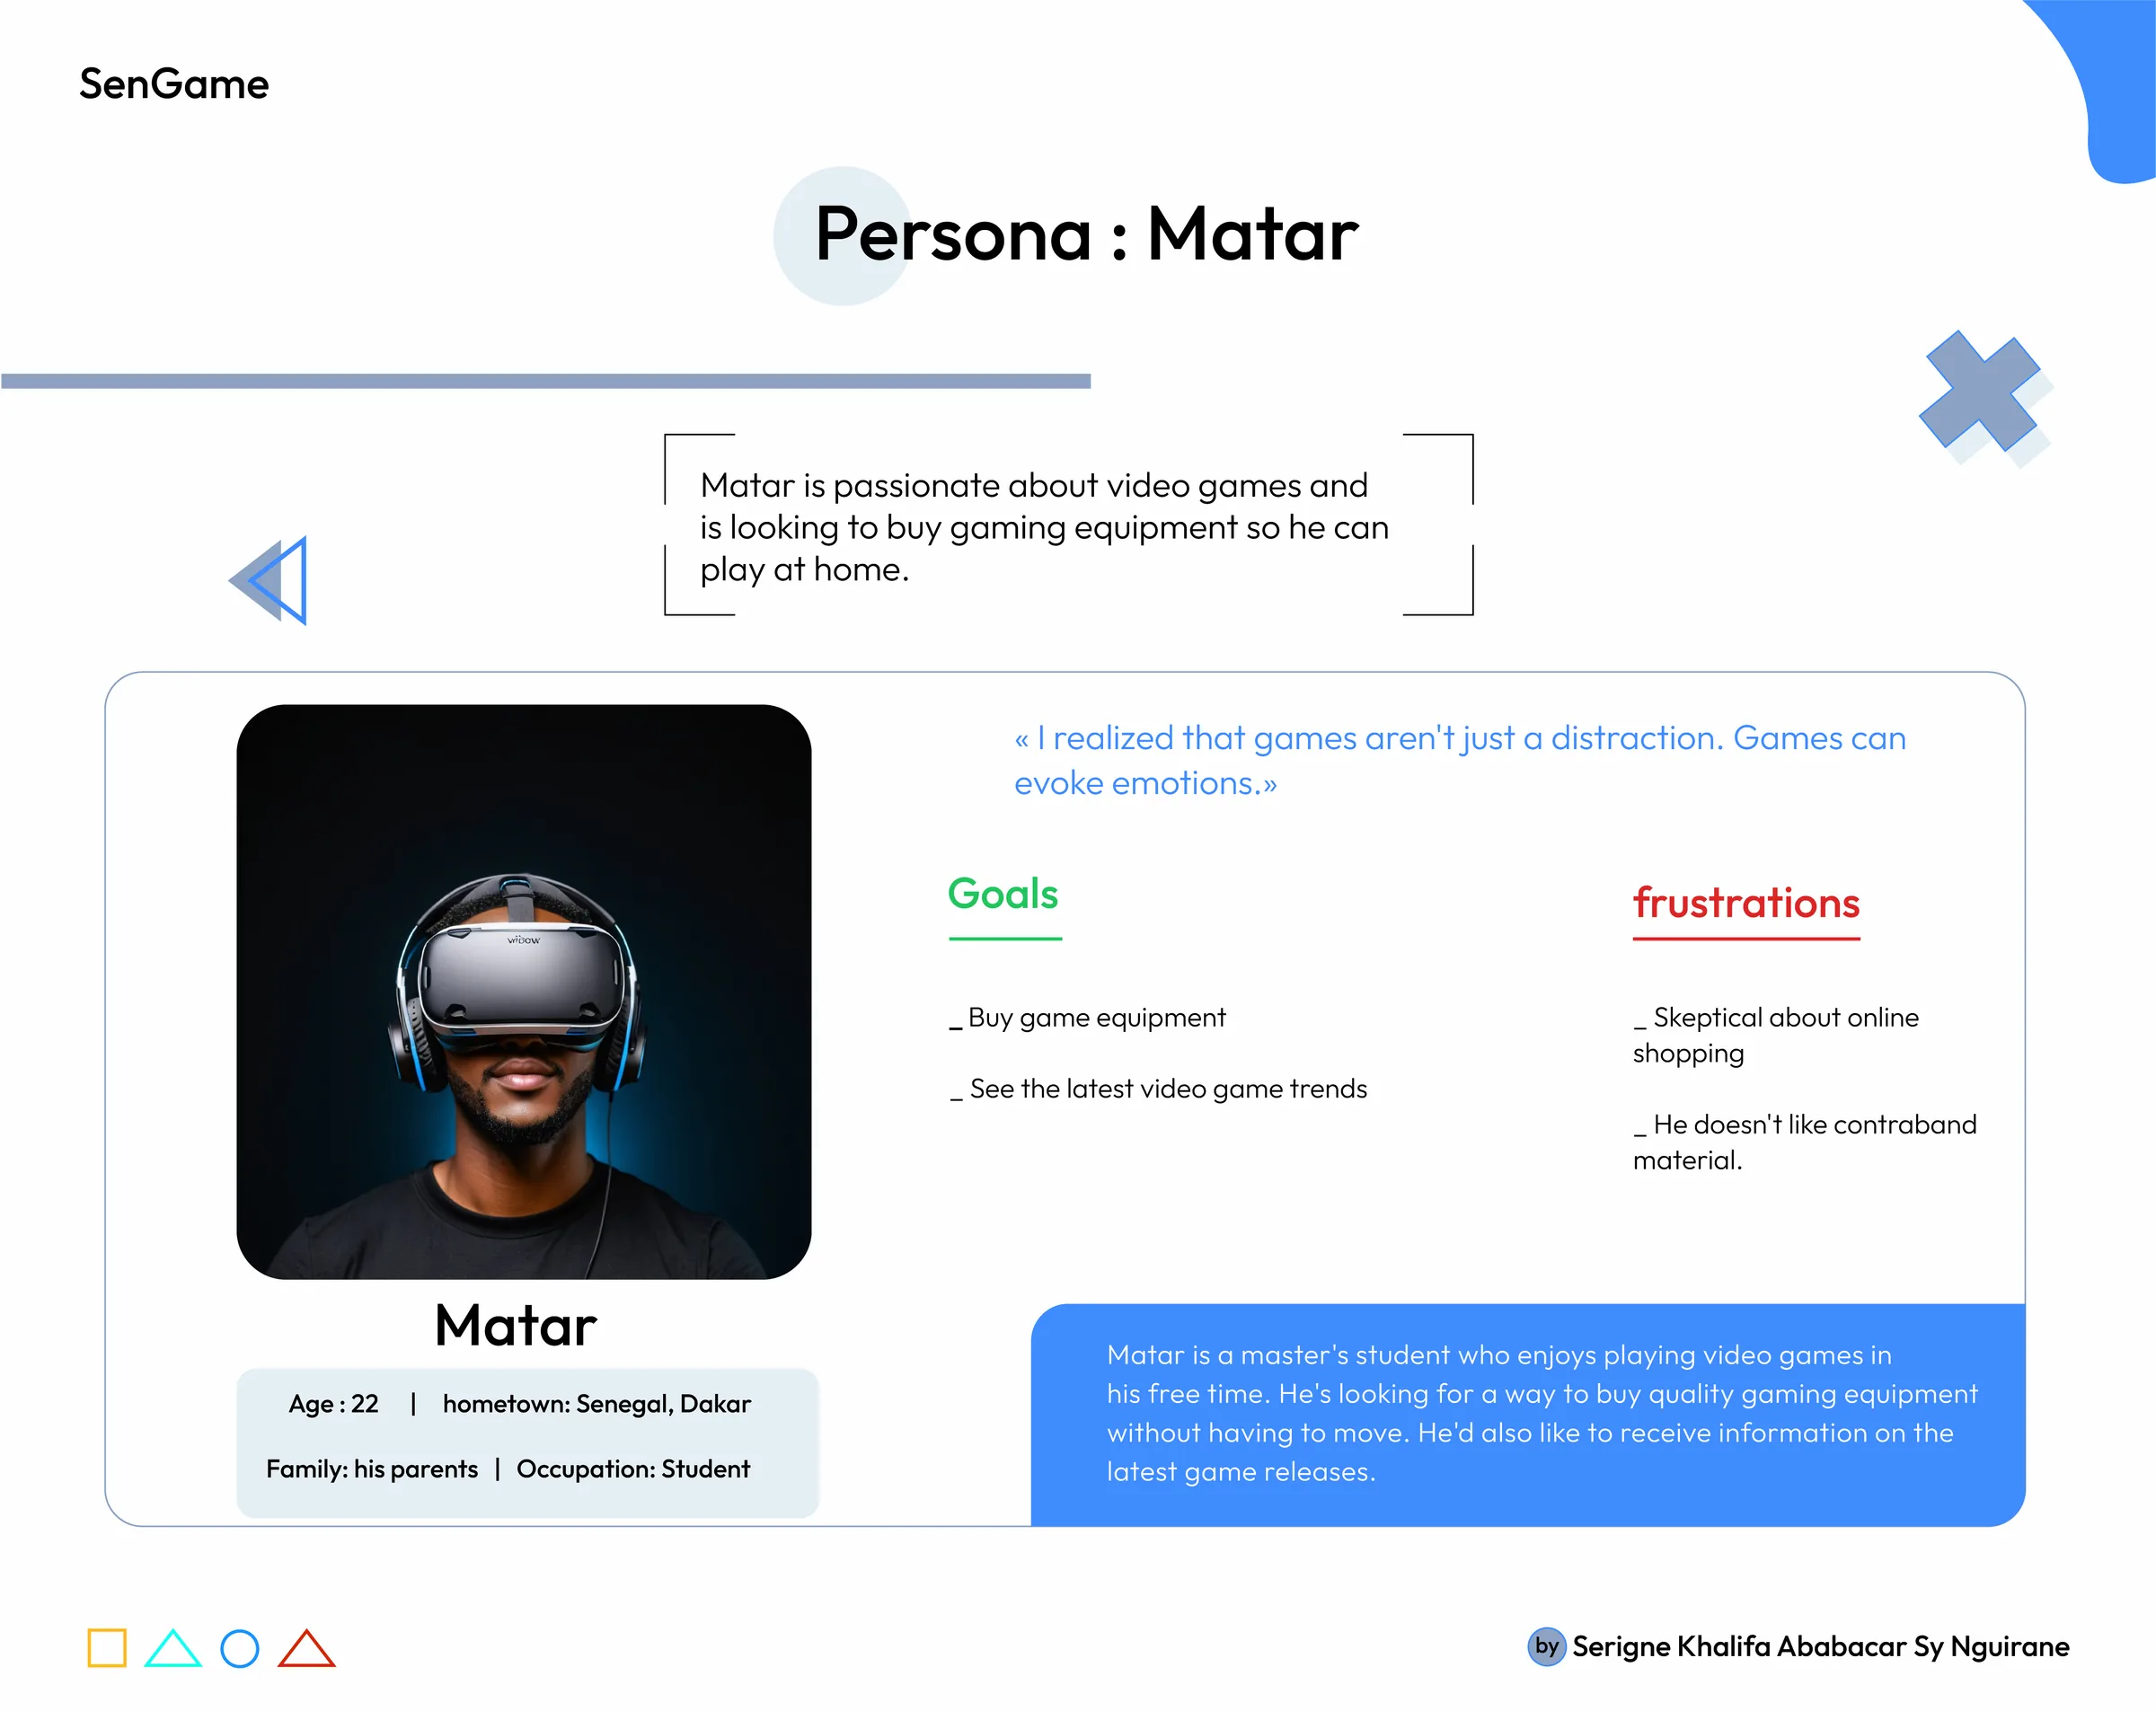 SenGame
Persona : Matar
Matar is passionate about video games and
is looking to buy gaming equipment so he can
play at home.
« I realized that games aren't just a distraction. Games can
evoke emotions.»
Goals
_ Buy game equipment
_ See the latest video game trends
frustrations
_ Skeptical about online
shopping
_ He doesn't like contraband
material.
Matar
Age : 22 | hometown: Senegal, Dakar
Family: his parents | Occupation: Student
Matar is a master's student who enjoys playing video games in
his free time. He's looking for a way to buy quality gaming equipment
without having to move. He'd also like to receive information on the
latest game releases.
by Serigne Khalifa Ababacar Sy Nguirane